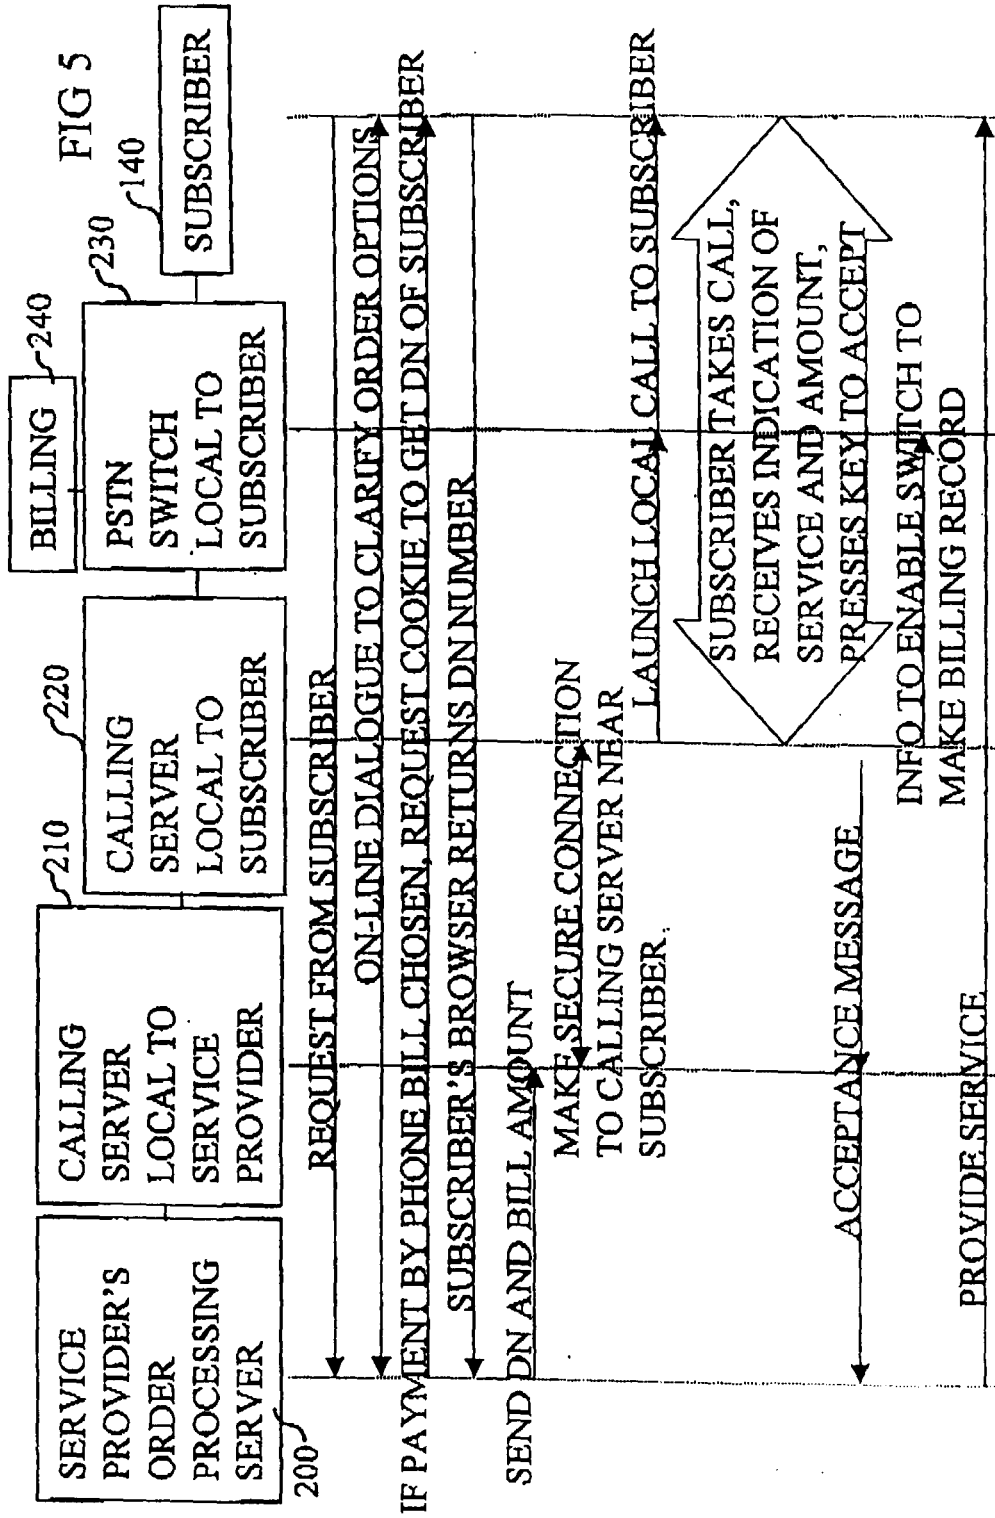 FIG 5
SERVICE
PROVIDER'S
ORDER
PROCESSING
SERVER
200
CALLING
SERVER
LOCAL TO
SERVICE
PROVIDER
210
CALLING
SERVER
LOCAL TO
SUBSCRIBER
220
PSTN
SWITCH
LOCAL TO
SUBSCRIBER
230
BILLING
240
SUBSCRIBER
140
REQUEST FROM SUBSCRIBER
ON-LINE DIALOGUE TO CLARIFY ORDER OPTIONS
IF PAYMENT BY PHONE BILL CHOSEN, REQUEST COOKIE TO GET DN OF SUBSCRIBER
SUBSCRIBER'S BROWSER RETURNS DN NUMBER
SEND DN AND BILL AMOUNT
MAKE SECURE CONNECTION
TO CALLING SERVER NEAR
SUBSCRIBER.
LAUNCH LOCAL CALL TO SUBSCRIBER
SUBSCRIBER TAKES CALL,
RECEIVES INDICATION OF
SERVICE AND AMOUNT,
PRESSES KEY TO ACCEPT
ACCEPTANCE MESSAGE
INFO TO ENABLE SWITCH TO
MAKE BILLING RECORD
PROVIDE SERVICE